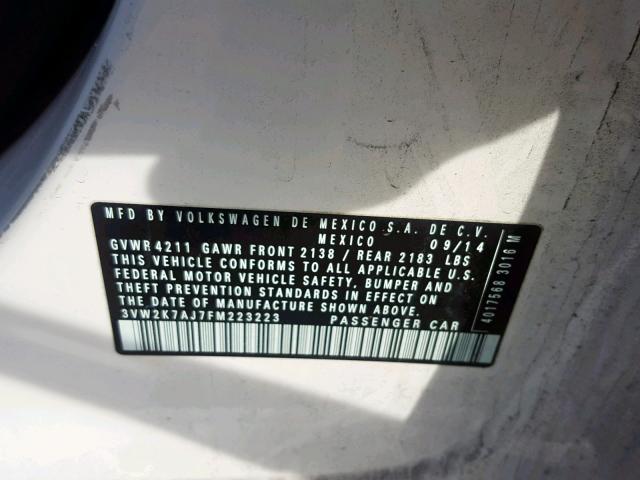 MFD BY VOLKSWAGEN DE MEXICO S.A. DE C.V.
MEXICO 09/14
GVWR 4211 GAWR FRONT 2138 / REAR 2183 LBS
THIS VEHICLE CONFORMS TO ALL APPLICABLE U.S.
FEDERAL MOTOR VEHICLE SAFETY, BUMPER AND
THEFT PREVENTION STANDARDS IN EFFECT ON
THE DATE OF MANUFACTURE SHOWN ABOVE.
3VW2K7AJ7FM223223 PASSENGER CAR
4017568 3016 M